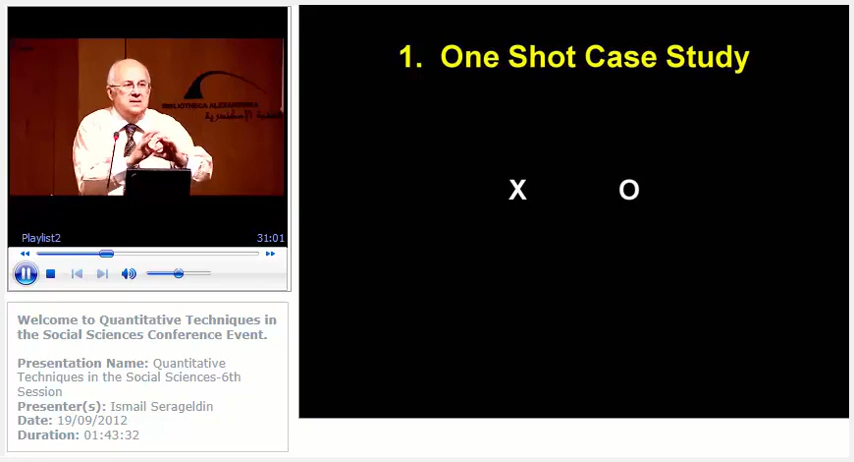 1. One Shot Case Study
X O
BIBLIOTHECA ALEXANDRINA
Playlist2 31:01
Welcome to Quantitative Techniques in
the Social Sciences Conference Event.
Presentation Name: Quantitative
Techniques in the Social Sciences-6th
Session
Presenter(s): Ismail Serageldin
Date: 19/09/2012
Duration: 01:43:32